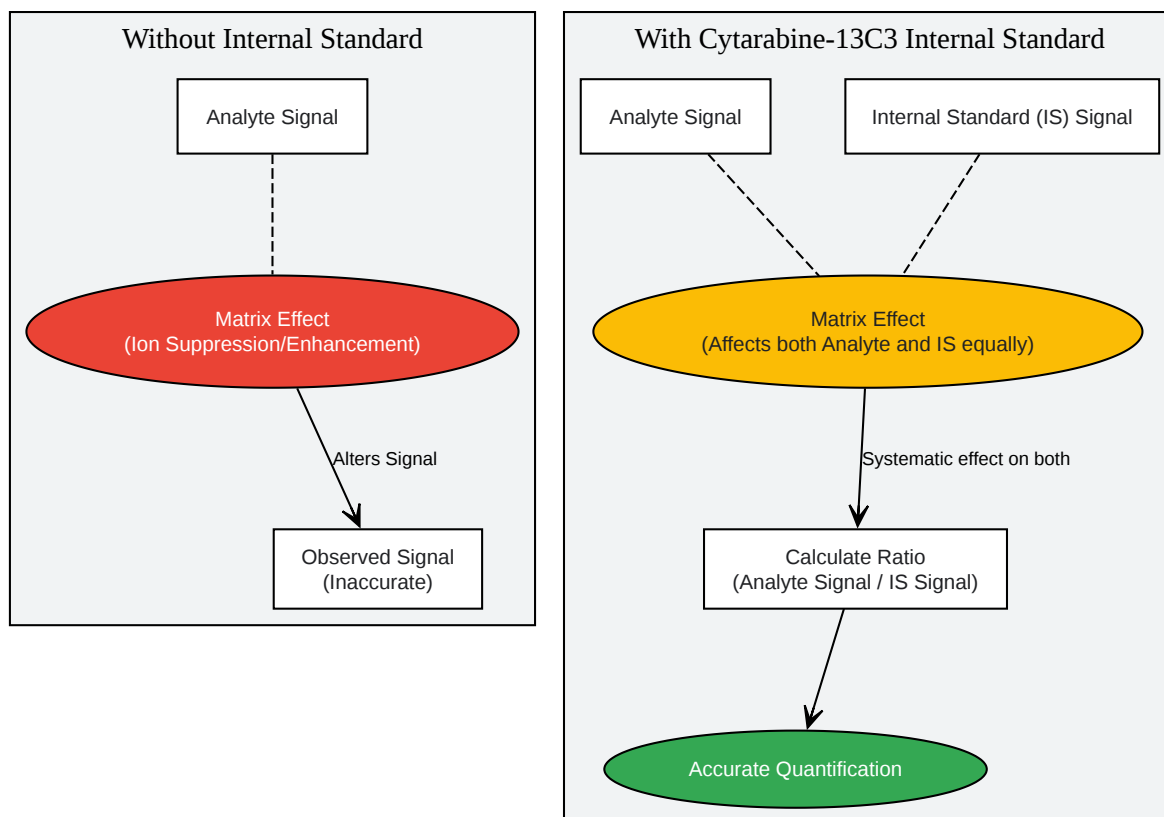 Without Internal Standard
Analyte Signal
Matrix Effect
(Ion Suppression/Enhancement)
Alters Signal
Observed Signal
(Inaccurate)
With Cytarabine-13C3 Internal Standard
Analyte Signal
Internal Standard (IS) Signal
Matrix Effect
(Affects both Analyte and IS equally)
Systematic effect on both
Calculate Ratio
(Analyte Signal / IS Signal)
Accurate Quantification